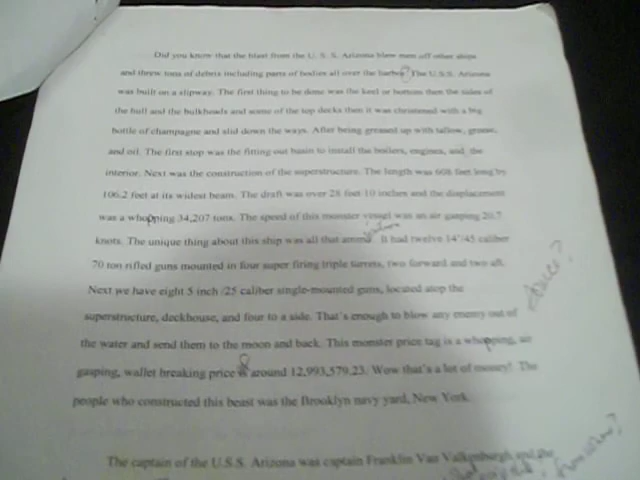 Did you know that the blast from the U. S. S. Arizona blew men off other ships
and threw tons of debris including parts of bodies all over the harbor? The U.S.S. Arizona
was built on a slipway. The first thing to be done was the keel or bottom then the sides of
the hull and the bulkheads and some of the top decks then it was christened with a big
bottle of champagne and slid down the ways. After being greased up with tallow, grease,
and oil. The first stop was the fitting out basin to install the boilers, engines, and, the
interior. Next was the construction of the superstructure. The length was 608 feet long by
106.2 feet at its widest beam. The draft was over 28 feet 10 inches and the displacement
was a whopping 34,207 tons. The speed of this monster vessel was an air gasping 20.7
knots. The unique thing about this ship was all that It had twelve 14"/45 caliber
70 ton rifled guns mounted in four super firing triple turrets, two forward and two aft.
Next we have eight 5 inch /25 caliber single-mounted guns, located atop the
superstructure, deckhouse, and four to a side. That's enough to blow any enemy out of
the water and send them to the moon and back. This monster price tag is a whopping, air
gasping, wallet breaking price is around 12,993,579.23. Wow that's a lot of money! The
people who constructed this beast was the Brooklyn navy yard, New York.
The captain of the U.S.S. Arizona was captain Franklin Van Valkenburgh and the